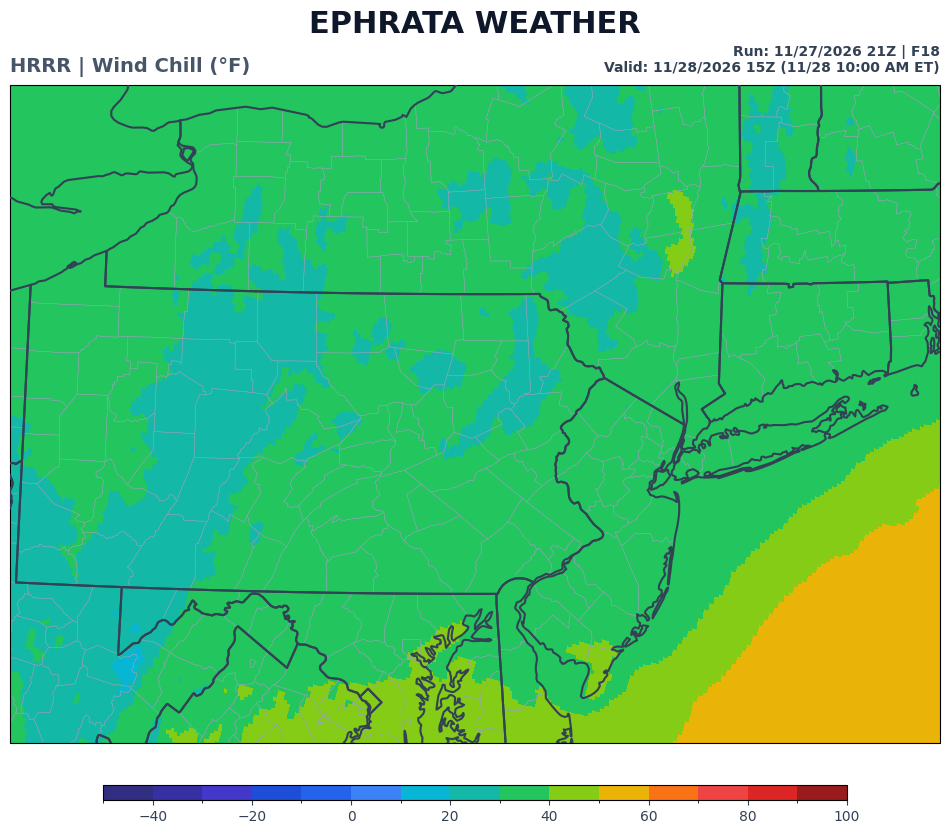 EPHRATA WEATHER
HRRR | Wind Chill (°F)
Run: 11/27/2026 21Z | F18
Valid: 11/28/2026 15Z (11/28 10:00 AM ET)
−40 −20 0 20 40 60 80 100